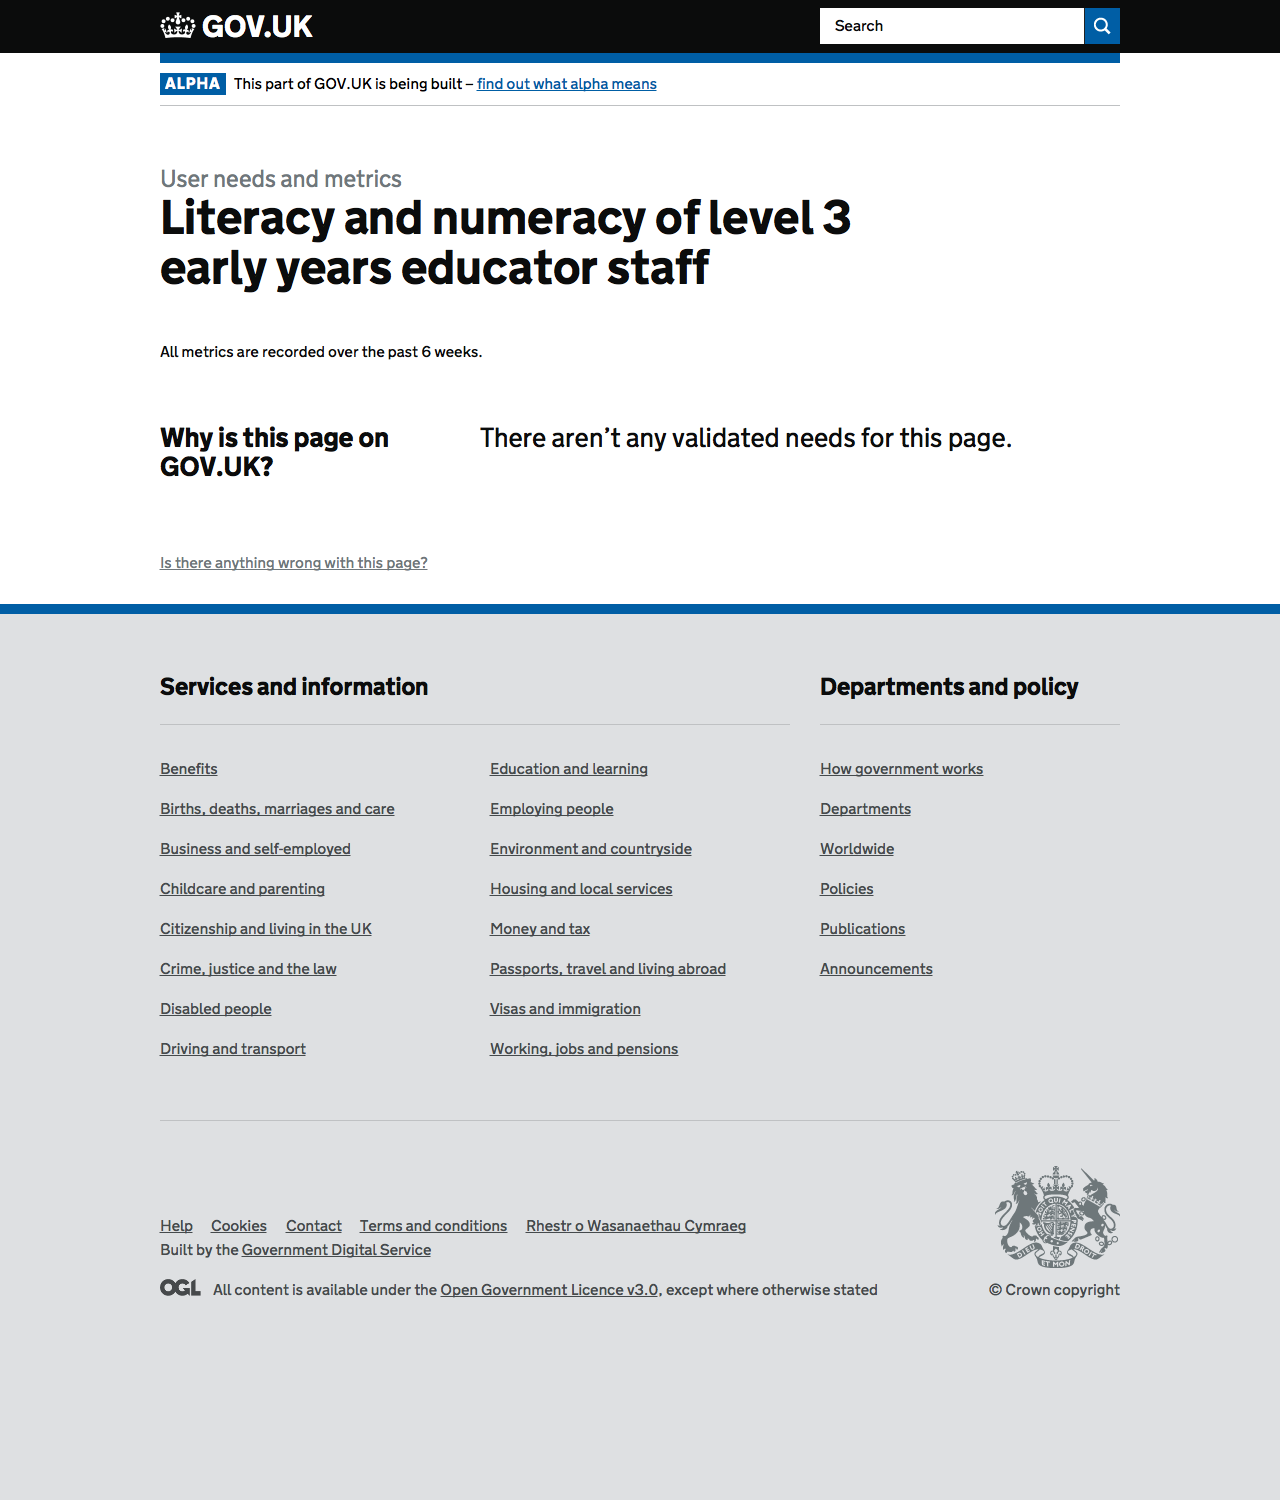 GOV.UK
Search
ALPHA This part of GOV.UK is being built – find out what alpha means
User needs and metrics
Literacy and numeracy of level 3
early years educator staff
All metrics are recorded over the past 6 weeks.
Why is this page on
GOV.UK?
There aren’t any validated needs for this page.
Is there anything wrong with this page?
Services and information
Benefits
Births, deaths, marriages and care
Business and self-employed
Childcare and parenting
Citizenship and living in the UK
Crime, justice and the law
Disabled people
Driving and transport
Education and learning
Employing people
Environment and countryside
Housing and local services
Money and tax
Passports, travel and living abroad
Visas and immigration
Working, jobs and pensions
Departments and policy
How government works
Departments
Worldwide
Policies
Publications
Announcements
Help Cookies Contact Terms and conditions Rhestr o Wasanaethau Cymraeg
Built by the Government Digital Service
OGL All content is available under the Open Government Licence v3.0, except where otherwise stated
DIEU ET MON DROIT
© Crown copyright